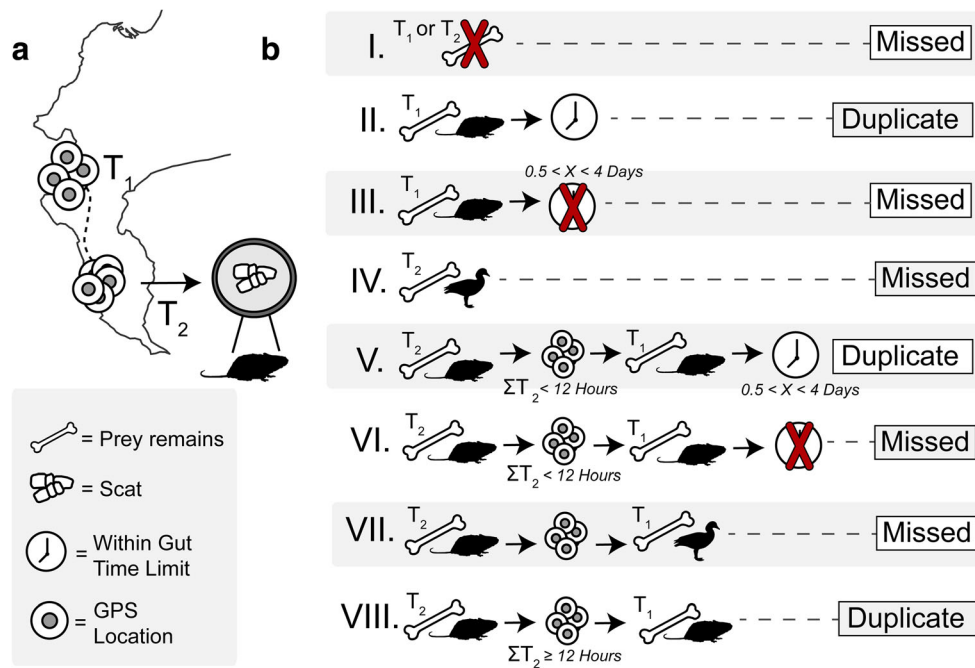 a
b
T1
T2
= Prey remains
= Scat
= Within Gut
Time Limit
= GPS
Location
I.
T1 or T2
Missed
II.
T1
Duplicate
III.
T1
0.5 < X < 4 Days
Missed
IV.
T2
Missed
V.
T2
ΣT2 < 12 Hours
T1
0.5 < X < 4 Days
Duplicate
VI.
T2
ΣT2 < 12 Hours
T1
Missed
VII.
T2
T1
Missed
VIII.
T2
ΣT2 ≥ 12 Hours
T1
Duplicate